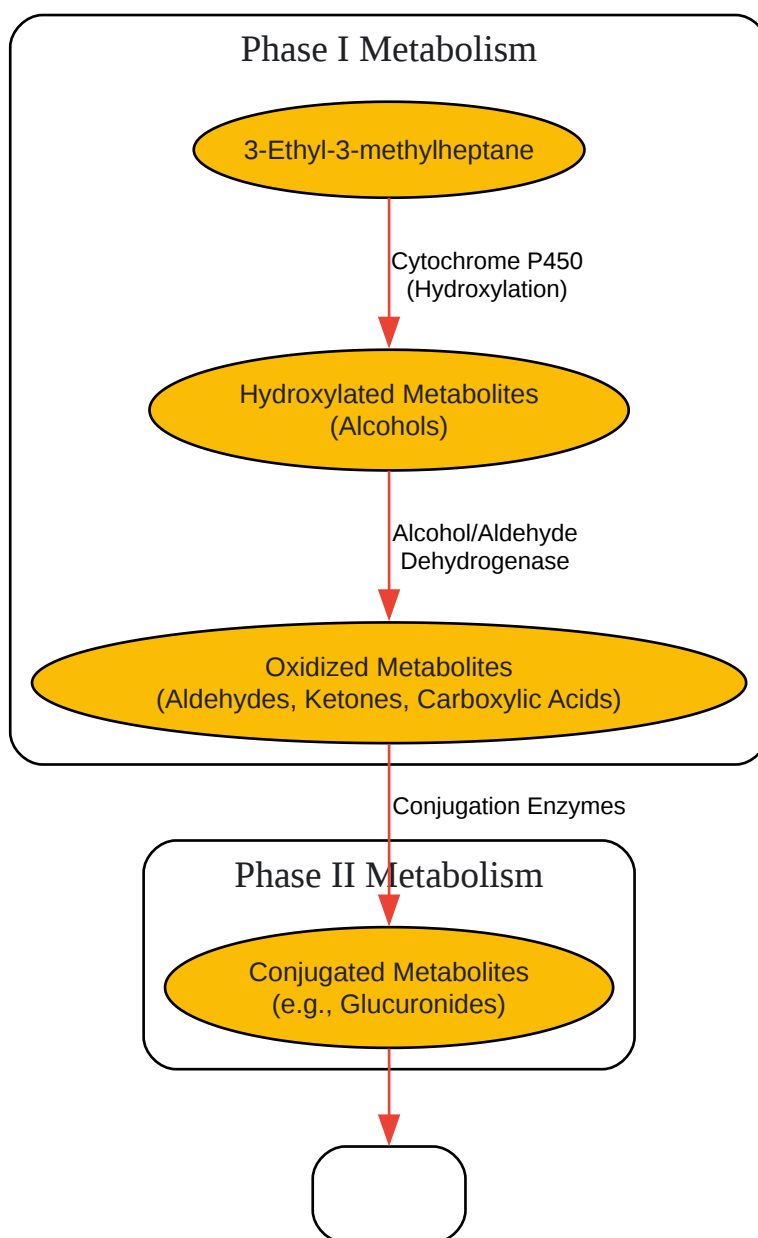 Phase I Metabolism
3-Ethyl-3-methylheptane
Cytochrome P450
(Hydroxylation)
Hydroxylated Metabolites
(Alcohols)
Alcohol/Aldehyde
Dehydrogenase
Oxidized Metabolites
(Aldehydes, Ketones, Carboxylic Acids)
Conjugation Enzymes
Phase II Metabolism
Conjugated Metabolites
(e.g., Glucuronides)